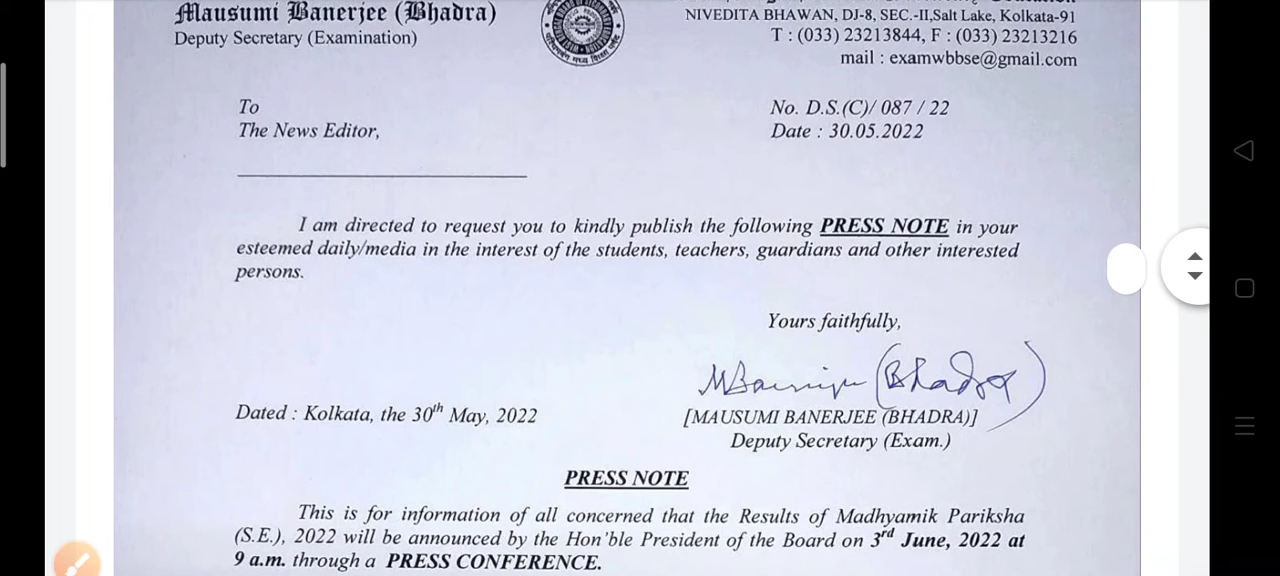 Mausumi Banerjee (Bhadra)
Deputy Secretary (Examination)
NIVEDITA BHAWAN, DJ-8, SEC.-II,Salt Lake, Kolkata-91
T : (033) 23213844, F : (033) 23213216
mail : examwbbse@gmail.com
To
The News Editor,
No. D.S.(C)/ 087 / 22
Date : 30.05.2022
I am directed to request you to kindly publish the following PRESS NOTE in your
esteemed daily/media in the interest of the students, teachers, guardians and other interested
persons.
Yours faithfully,
MBanerjee (Bhadra)
Dated : Kolkata, the 30th May, 2022
[MAUSUMI BANERJEE (BHADRA)]
Deputy Secretary (Exam.)
PRESS NOTE
This is for information of all concerned that the Results of Madhyamik Pariksha
(S.E.), 2022 will be announced by the Hon'ble President of the Board on 3rd June, 2022 at
9 a.m. through a PRESS CONFERENCE.